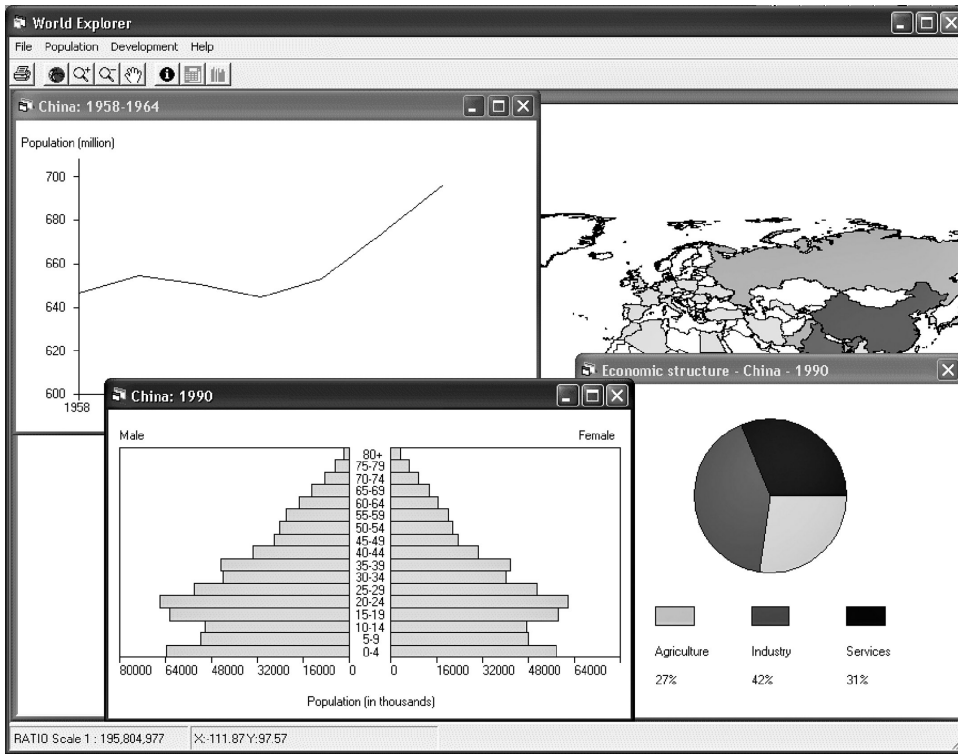 World Explorer
File Population Development Help
China: 1958-1964
Population (million)
700
680
660
640
620
600
1958
Economic structure - China - 1990
Agriculture Industry Services
27% 42% 31%
China: 1990
Male Female
80+
75-79
70-74
65-69
60-64
55-59
50-54
45-49
40-44
35-39
30-34
25-29
20-24
15-19
10-14
5-9
0-4
80000 64000 48000 32000 16000 0 0 16000 32000 48000 64000
Population (in thousands)
RATIO Scale 1 : 195,804,977 X:-111.87 Y:97.57